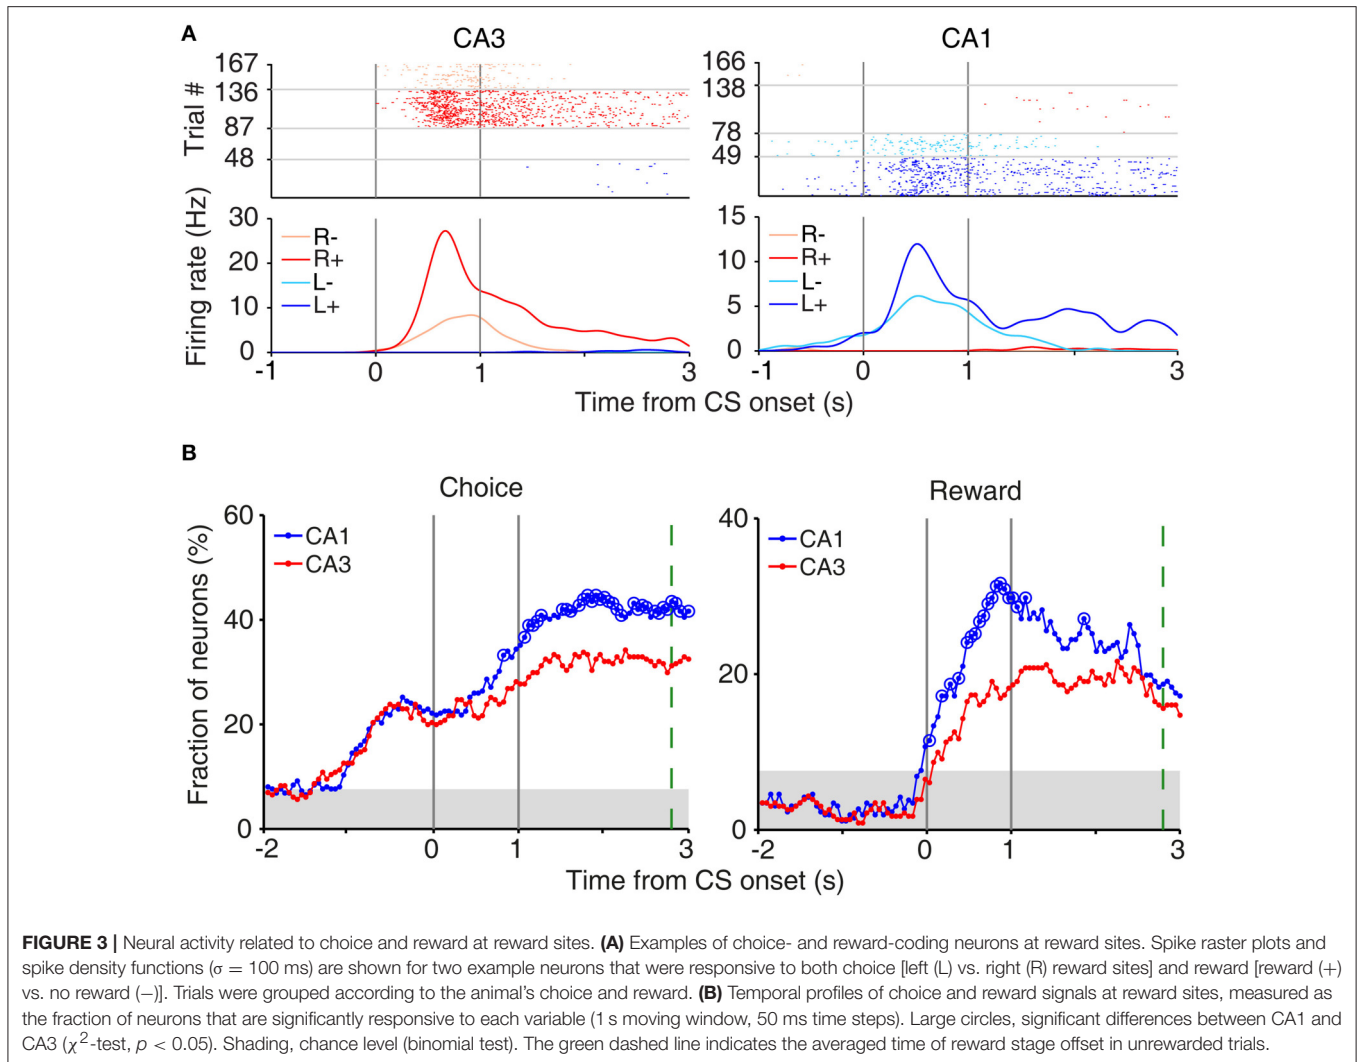 A
CA3
CA1
Trial #
167
136
87
48
166
138
78
49
Firing rate (Hz)
30
20
10
0
R-
R+
L-
L+
-1
0
1
3
15
10
5
0
R-
R+
L-
L+
-1
0
1
3
Time from CS onset (s)
B
Choice
Reward
Fraction of neurons (%)
60
40
20
0
CA1
CA3
-2
0
1
3
40
20
0
CA1
CA3
-2
0
1
3
Time from CS onset (s)
FIGURE 3 | Neural activity related to choice and reward at reward sites. (A) Examples of choice- and reward-coding neurons at reward sites. Spike raster plots and
spike density functions (σ = 100 ms) are shown for two example neurons that were responsive to both choice [left (L) vs. right (R) reward sites] and reward [reward (+)
vs. no reward (−)]. Trials were grouped according to the animal's choice and reward. (B) Temporal profiles of choice and reward signals at reward sites, measured as
the fraction of neurons that are significantly responsive to each variable (1 s moving window, 50 ms time steps). Large circles, significant differences between CA1 and
CA3 (χ²-test, p < 0.05). Shading, chance level (binomial test). The green dashed line indicates the averaged time of reward stage offset in unrewarded trials.